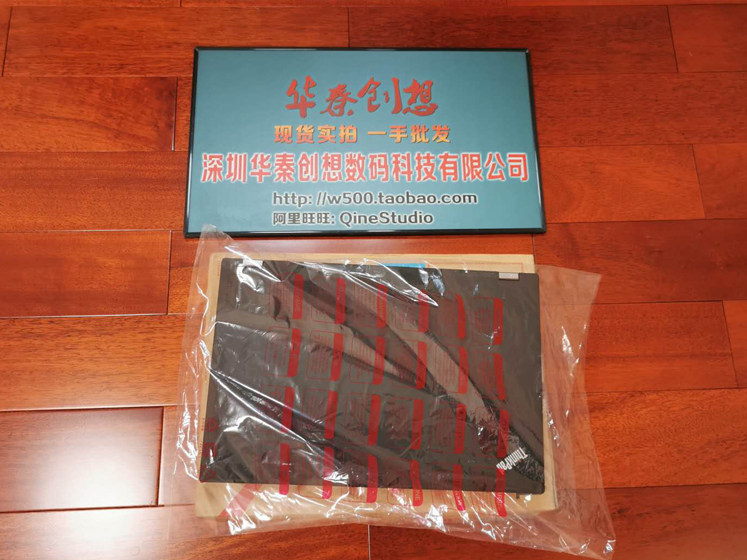 华秦创想
现货实拍 一手批发
深圳华秦创想数码科技有限公司
http://w500.taobao.com
阿里旺旺: QineStudio
ThinkPad